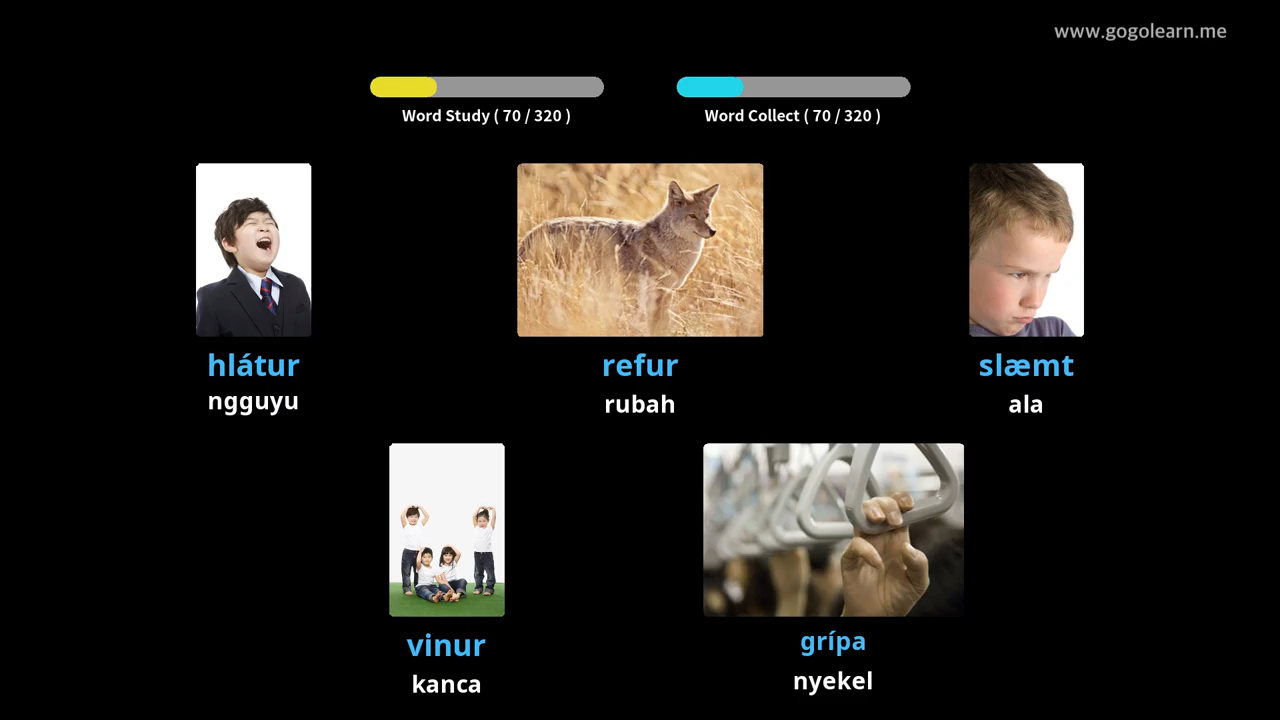 www.gogolearn.me
Word Study ( 70 / 320 )
Word Collect ( 70 / 320 )
hlátur
ngguyu
refur
rubah
slæmt
ala
vinur
kanca
grípa
nyekel